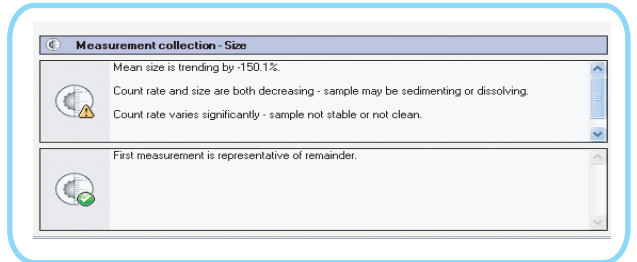 Measurement collection - Size
Mean size is trending by -150.1%.
Count rate and size are both decreasing - sample may be sedimenting or dissolving.
Count rate varies significantly - sample not stable or not clean.
First measurement is representative of remainder.